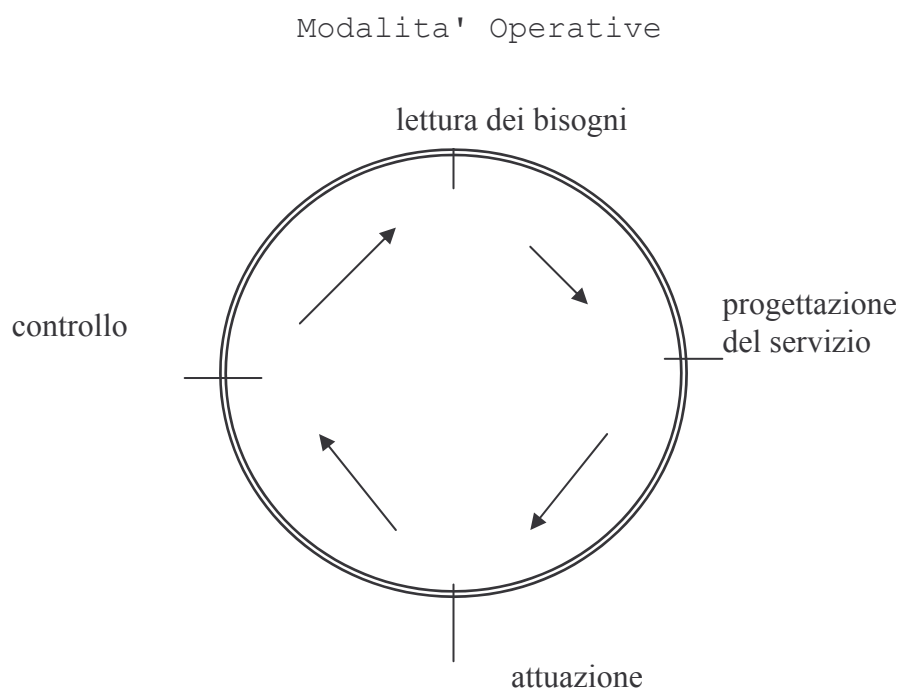 Modalita' Operative
lettura dei bisogni
progettazione
del servizio
controllo
attuazione